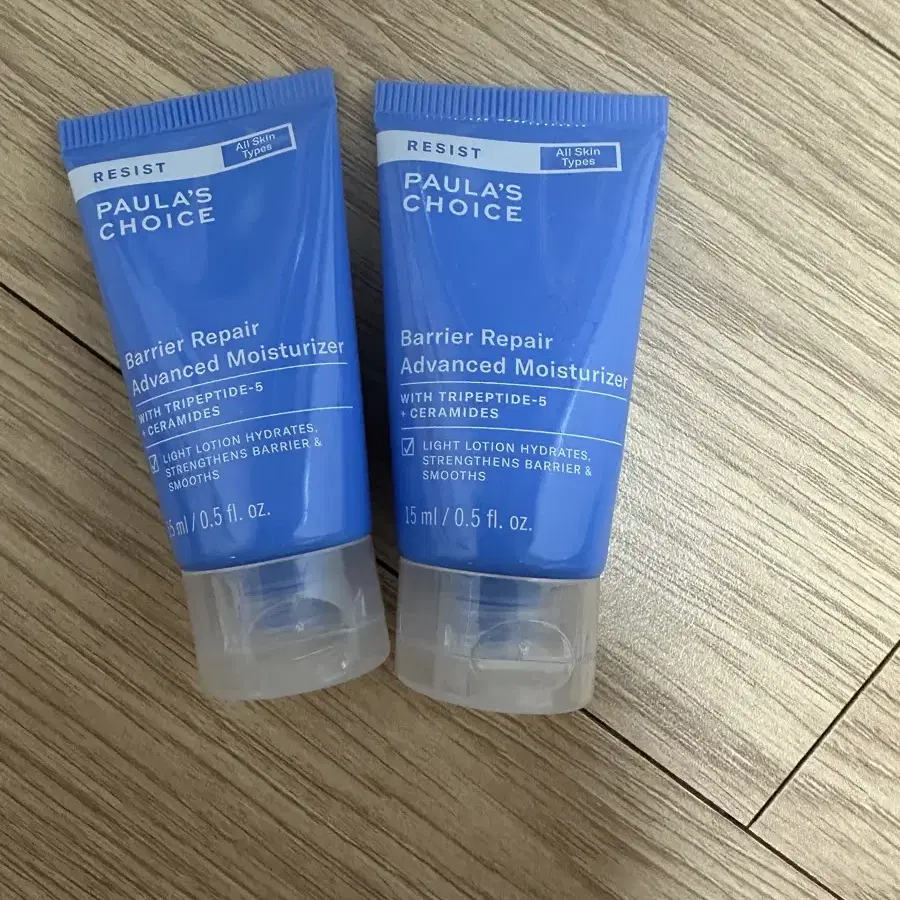 RESIST
All Skin
Types
PAULA'S
CHOICE
Barrier Repair
Advanced Moisturizer
WITH TRIPEPTIDE-5
+ CERAMIDES
LIGHT LOTION HYDRATES,
STRENGTHENS BARRIER &
SMOOTHS
15 ml / 0.5 fl. oz.
RESIST
All Skin
Types
PAULA'S
CHOICE
Barrier Repair
Advanced Moisturizer
WITH TRIPEPTIDE-5
+ CERAMIDES
LIGHT LOTION HYDRATES,
STRENGTHENS BARRIER &
SMOOTHS
15 ml / 0.5 fl. oz.